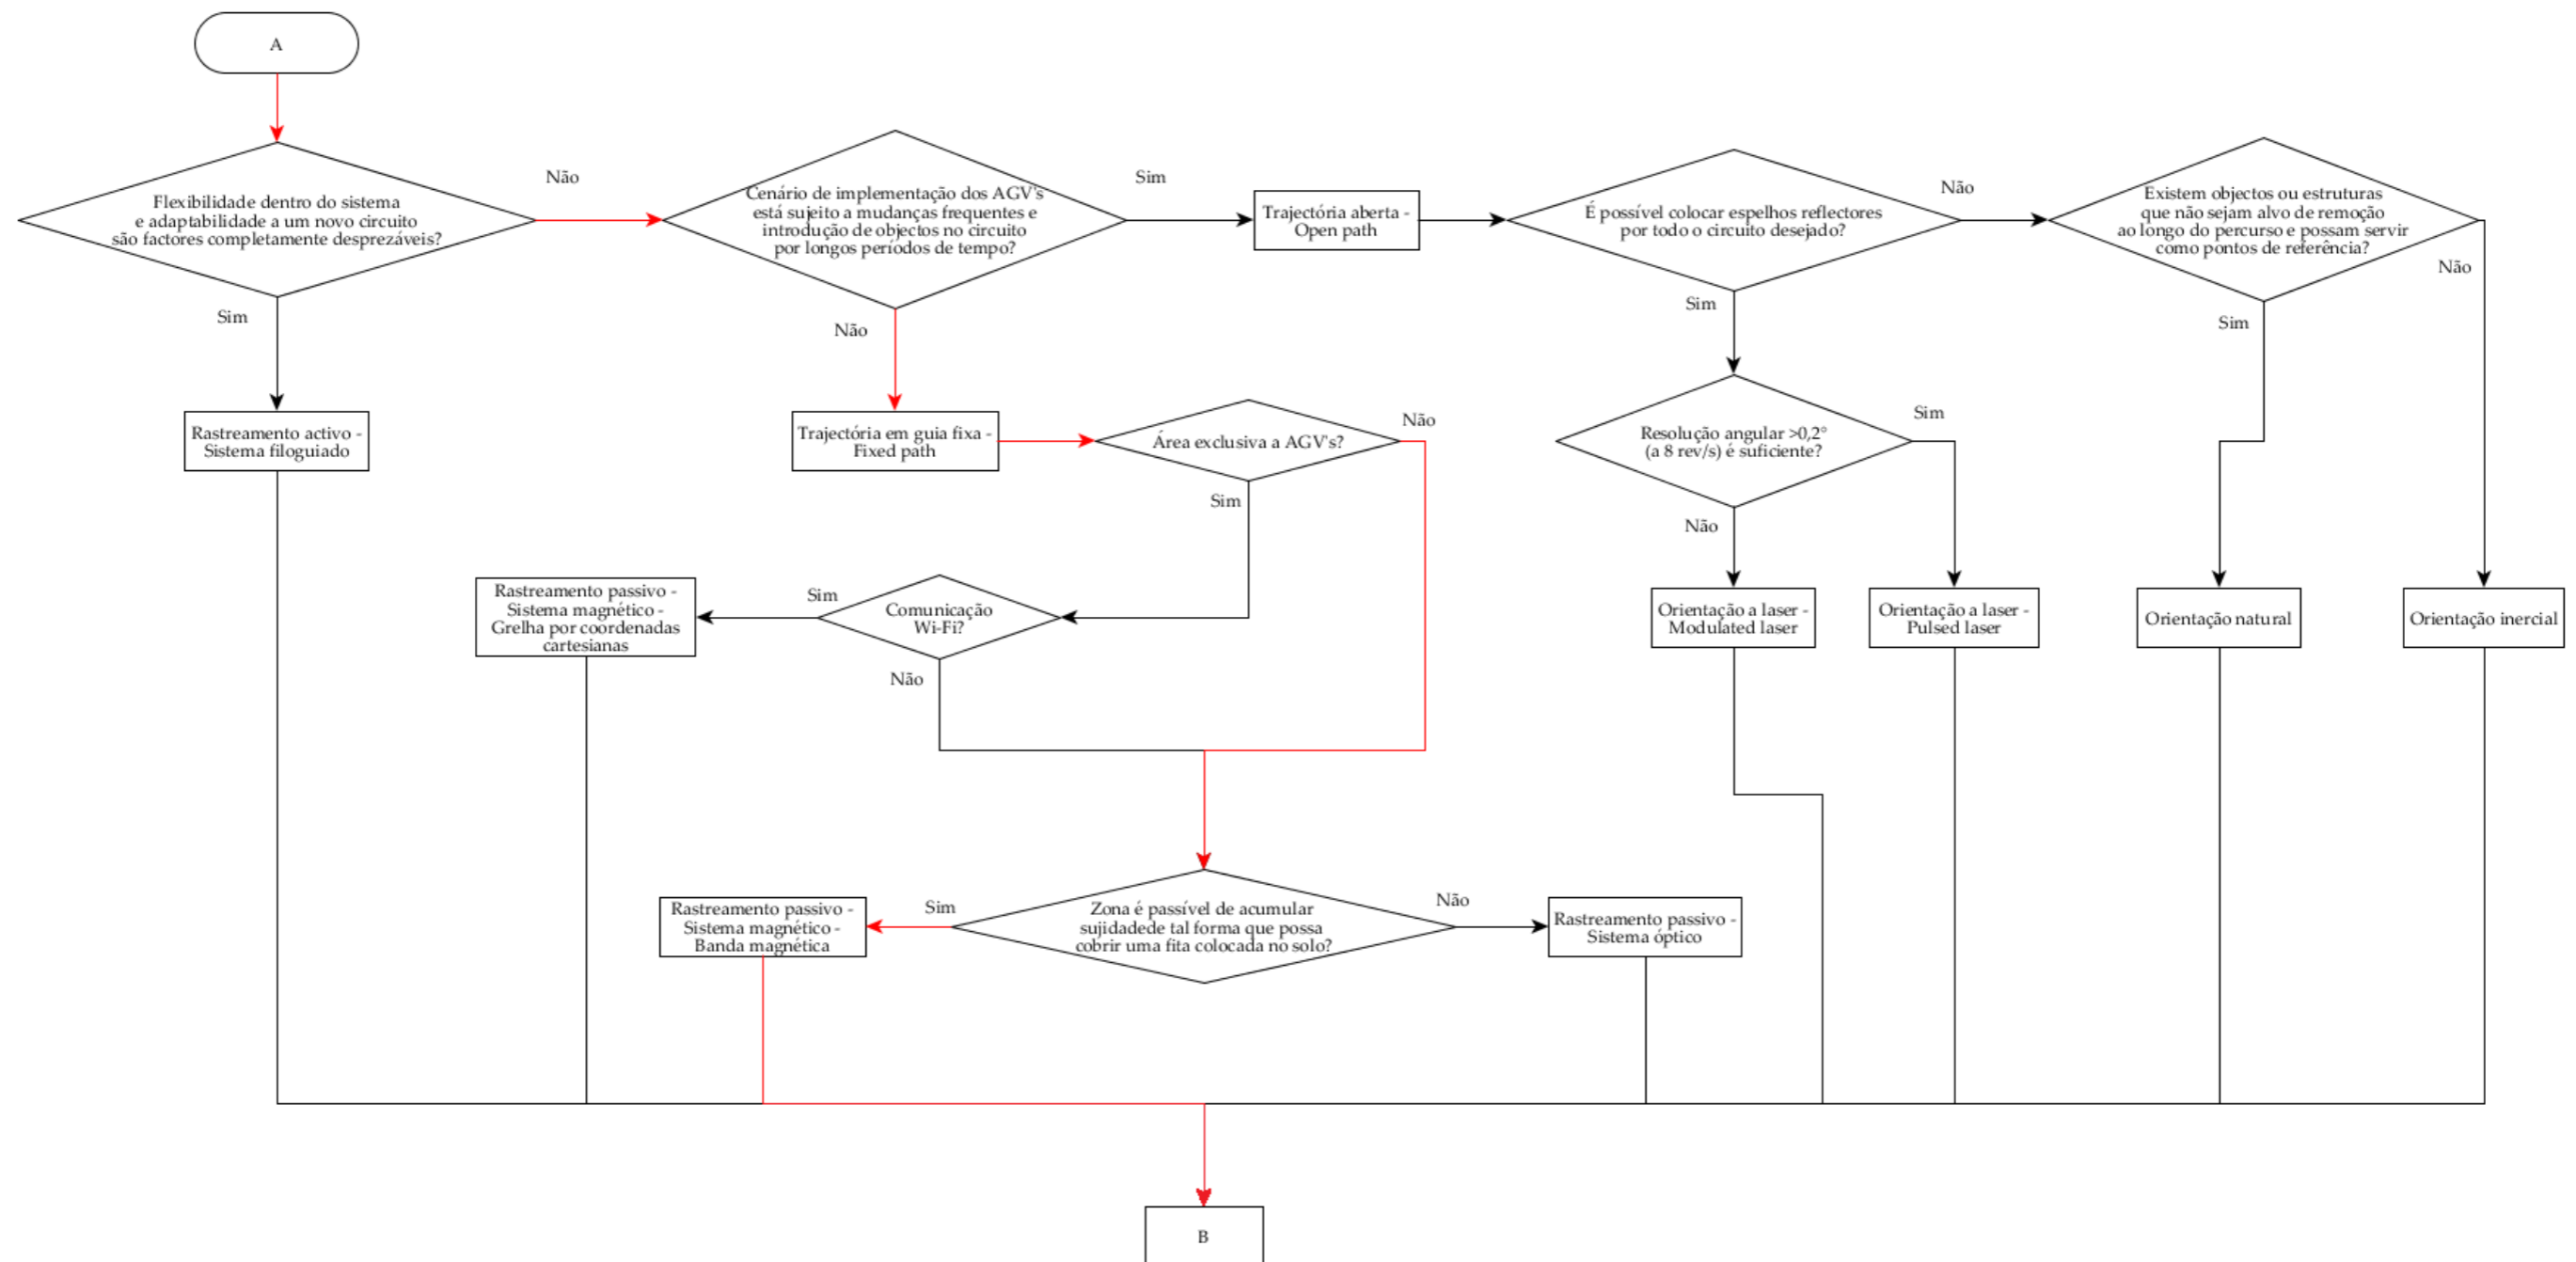 A
Não
Sim
Não
Flexibilidade dentro do sistema
e adaptabilidade a um novo circuito
são factores completamente desprezáveis?
Cenário de implementação dos AGV's
está sujeito a mudanças frequentes e
introdução de objectos no circuito
por longos períodos de tempo?
Trajectória aberta -
Open path
É possível colocar espelhos reflectores
por todo o circuito desejado?
Existem objectos ou estruturas
que não sejam alvo de remoção
ao longo do percurso e possam servir
como pontos de referência?
Não
Sim
Não
Sim
Sim
Rastreamento activo -
Sistema filoguiado
Trajectória em guia fixa -
Fixed path
Área exclusiva a AGV's?
Não
Sim
Resolução angular >0,2°
(a 8 rev/s) é suficiente?
Sim
Não
Rastreamento passivo -
Sistema magnético -
Grelha por coordenadas
cartesianas
Sim
Comunicação
Wi-Fi?
Não
Orientação a laser -
Modulated laser
Orientação a laser -
Pulsed laser
Orientação natural
Orientação inercial
Rastreamento passivo -
Sistema magnético -
Banda magnética
Sim
Zona é passível de acumular
sujidadede tal forma que possa
cobrir uma fita colocada no solo?
Não
Rastreamento passivo -
Sistema óptico
B